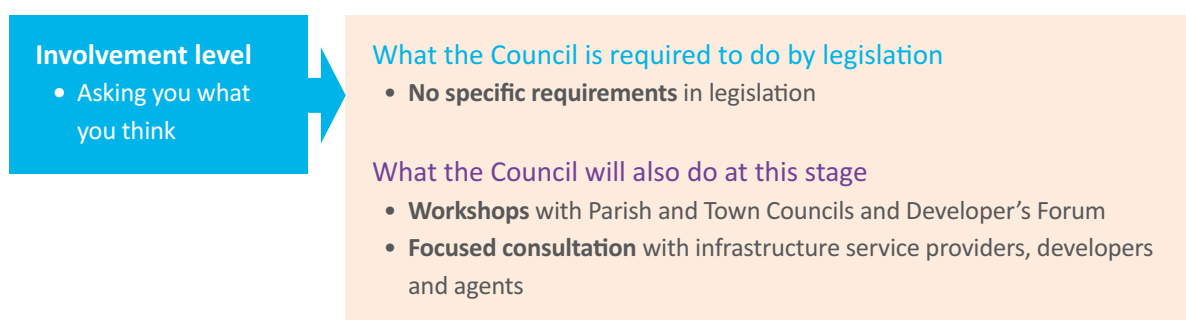 Involvement level
• Asking you what
you think
What the Council is required to do by legislation
• No specific requirements in legislation
What the Council will also do at this stage
• Workshops with Parish and Town Councils and Developer’s Forum
• Focused consultation with infrastructure service providers, developers
and agents